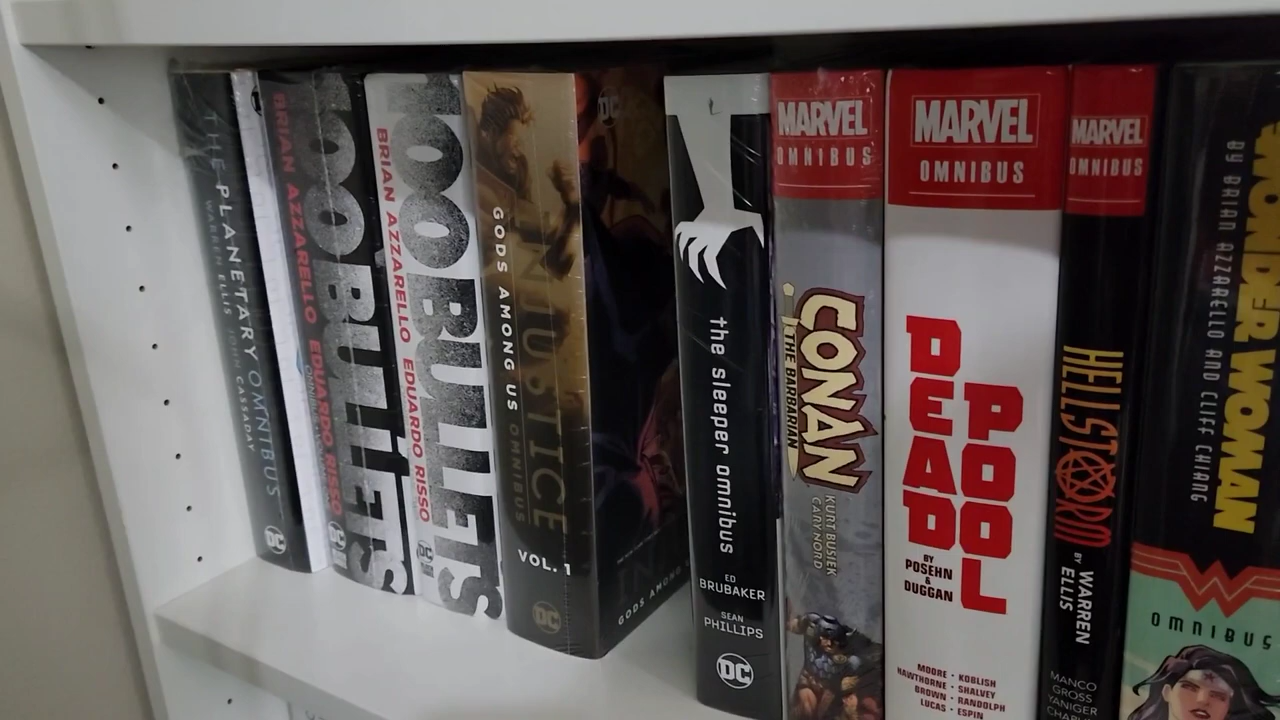 THE PLANETARY OMNIBUS
WARREN ELLIS JOHN CASSADAY
DC
BRIAN AZZARELLO EDUARDO RISSO
100 BULLETS
DC
BRIAN AZZARELLO EDUARDO RISSO
100 BULLETS
DC
GODS AMONG US OMNIBUS
INJUSTICE
VOL. 1
DC
DC
GODS AMONG
the sleeper omnibus
ED
BRUBAKER
SEAN
PHILLIPS
DC
MARVEL
OMNIBUS
CONAN
THE BARBARIAN
KURT BUSIEK
CARY NORD
MARVEL
OMNIBUS
DEAD
POOL
BY
POSEHN
&
DUGGAN
MOORE • KOBLISH
HAWTHORNE • SHALVEY
BROWN • RANDOLPH
LUCAS • ESPIN
MARVEL
OMNIBUS
HELLSTORM
BY WARREN
ELLIS
MANCO
GROSS
YANIGER
WONDER WOMAN
BY BRIAN AZZARELLO AND CLIFF CHIANG
OMNIBUS